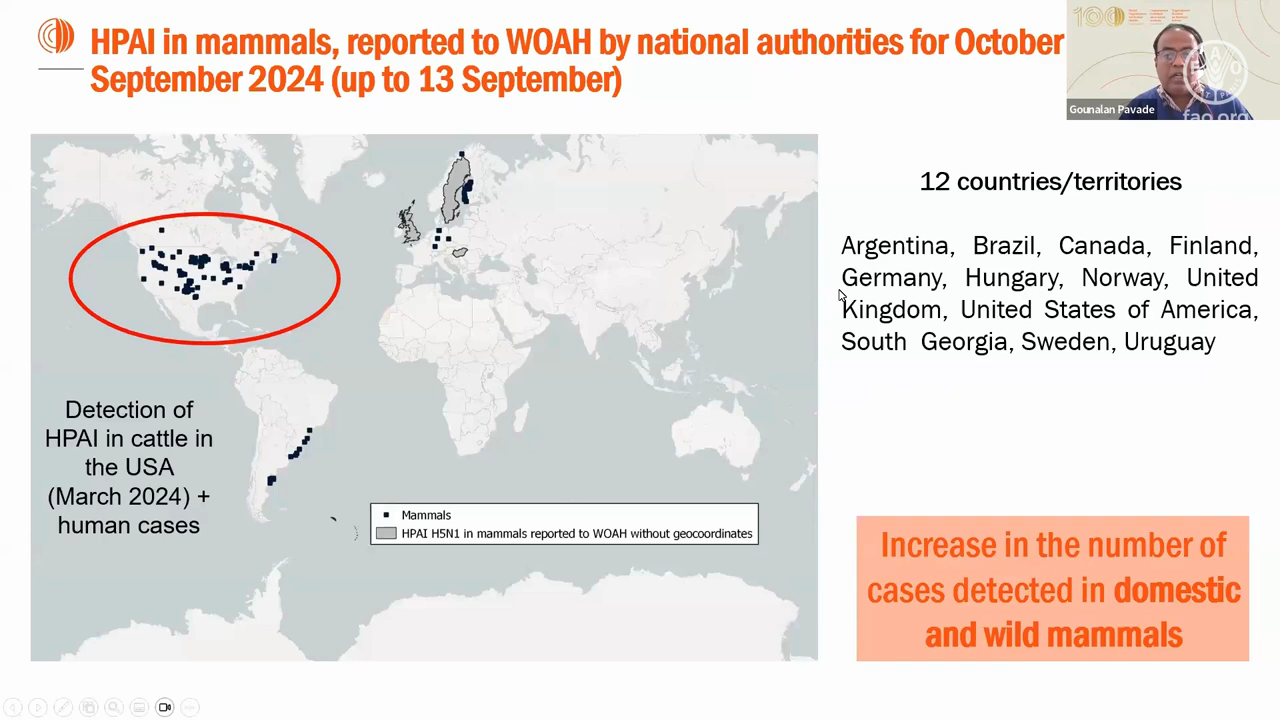 HPAI in mammals, reported to WOAH by national authorities for October
September 2024 (up to 13 September)
100
FAO
fao.org
Gounalan Pavade
12 countries/territories
Argentina, Brazil, Canada, Finland,
Germany, Hungary, Norway, United
Kingdom, United States of America,
South Georgia, Sweden, Uruguay
Detection of
HPAI in cattle in
the USA
(March 2024) +
human cases
Mammals
HPAI H5N1 in mammals reported to WOAH without geocoordinates
Increase in the number of
cases detected in domestic
and wild mammals